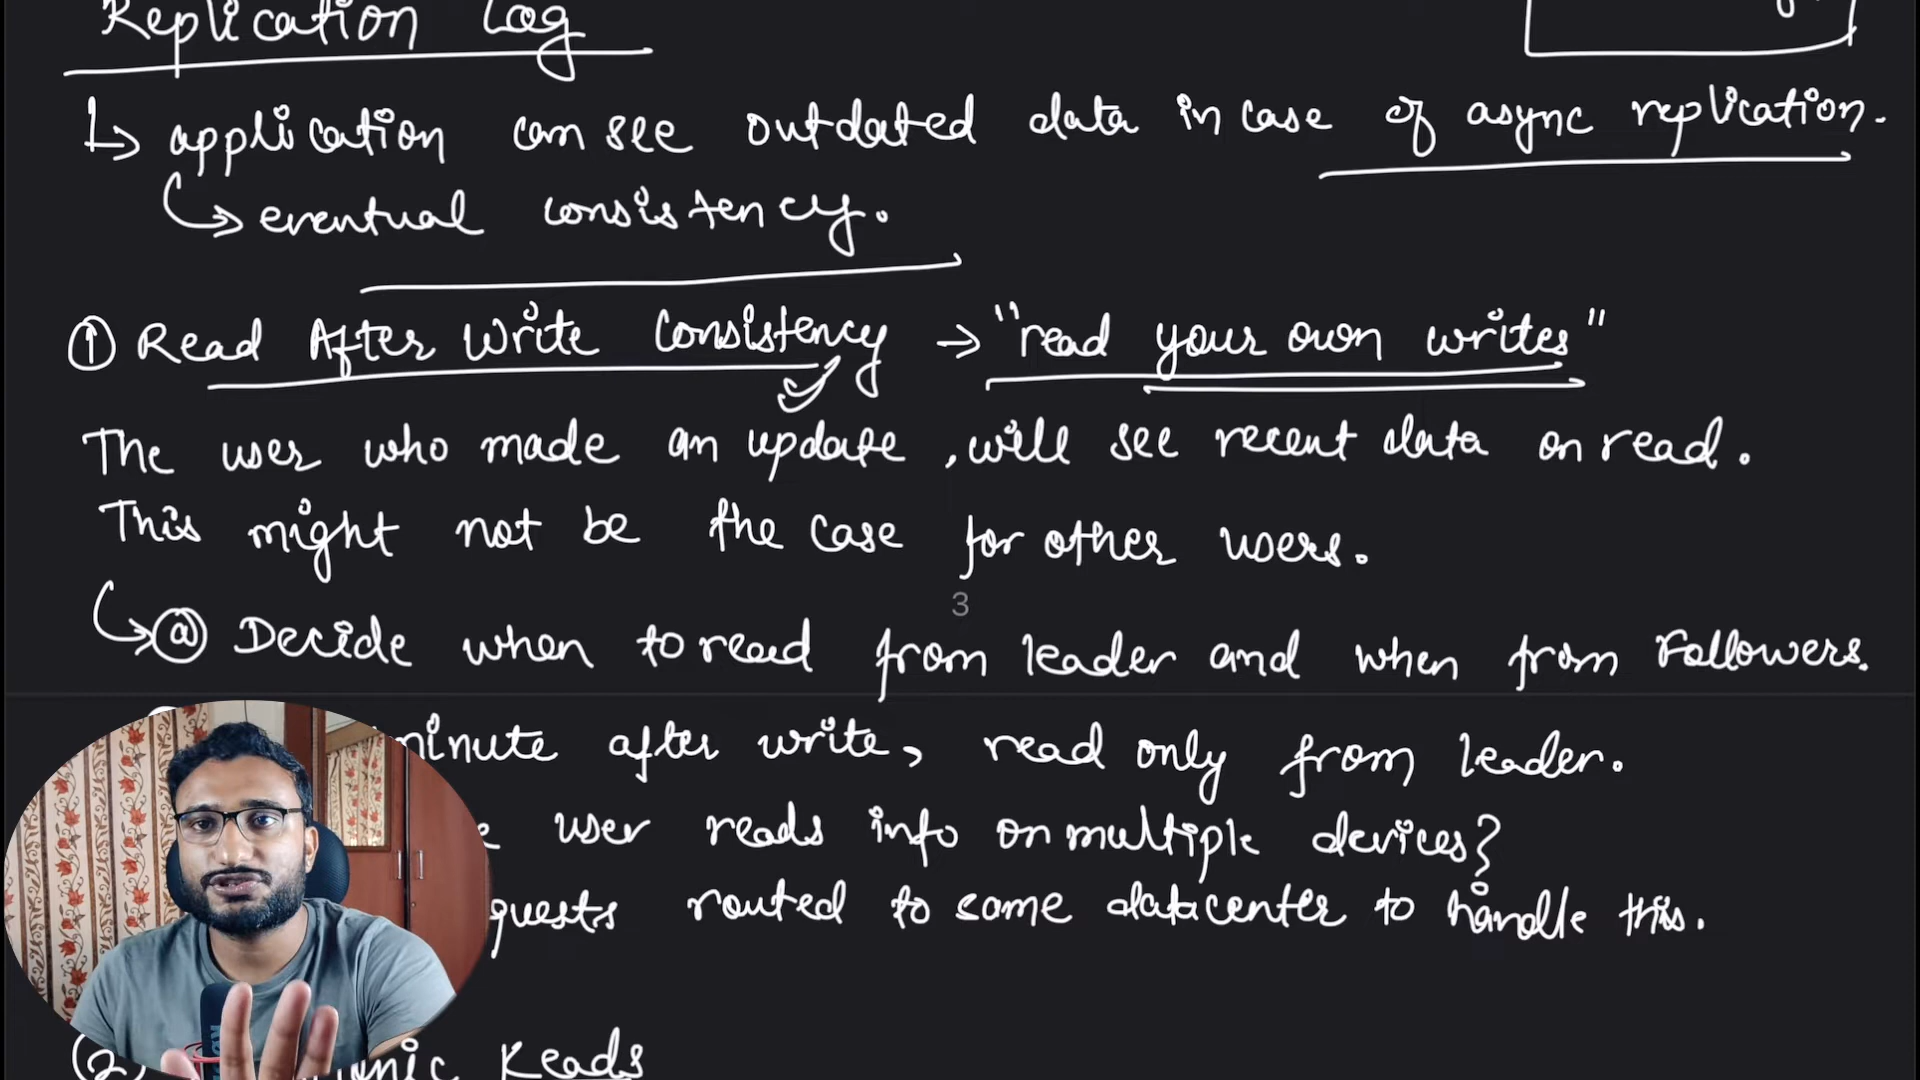 Replication Lag
↳ application can see outdated data in case of async replication.
↳ eventual consistency.
① Read After Write Consistency → "read your own writes"
The user who made an update, will see recent data on read.
This might not be the case for other users.
3
↳ ⓐ Decide when to read from leader and when from Followers.
minute after write, read only from leader.
user reads info on multiple devices?
routed to same datacenter to handle this.
Reads